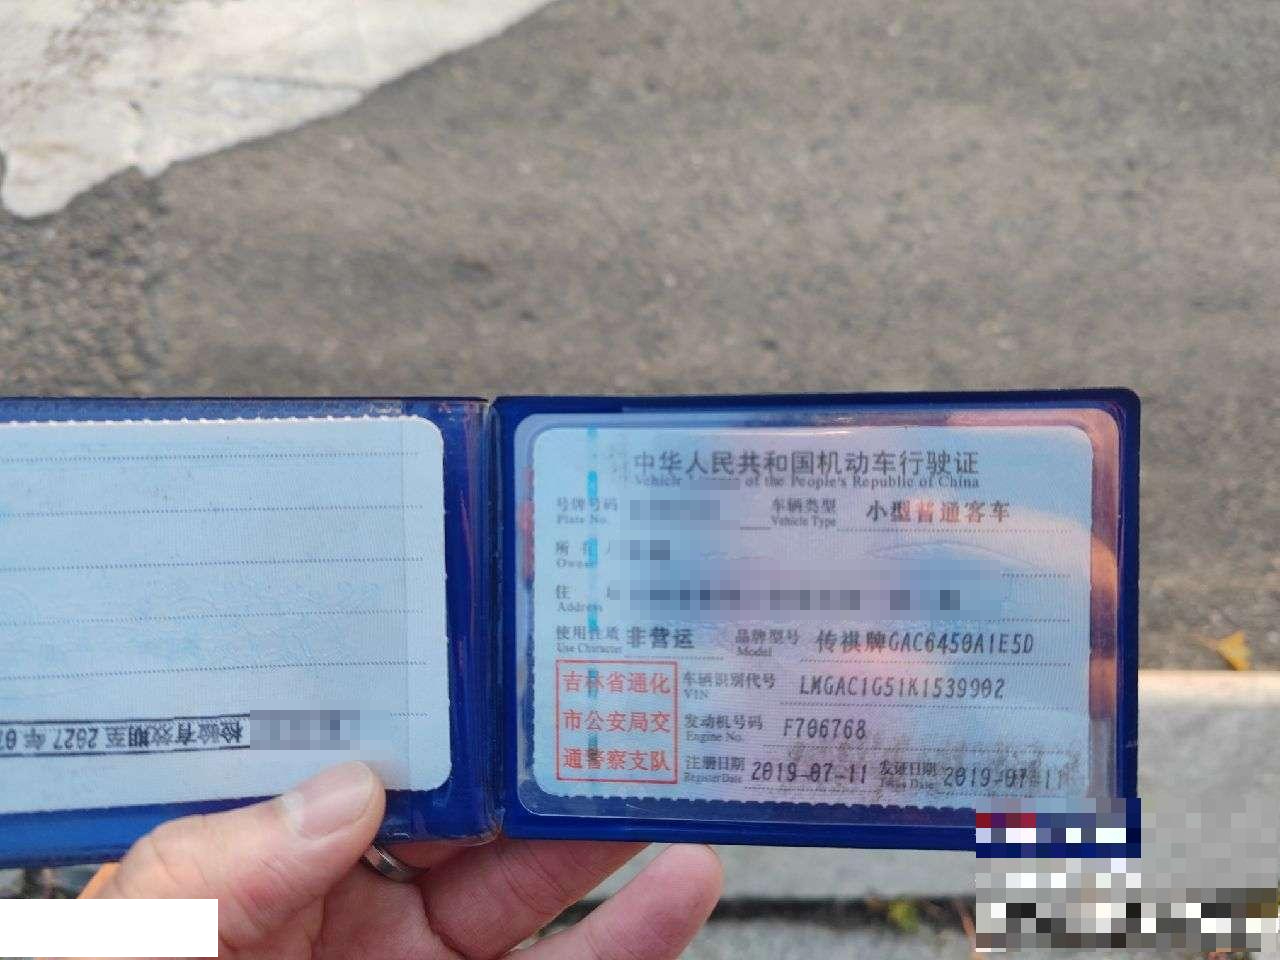 中华人民共和国机动车行驶证
Vehicle License of the People's Republic of China
号牌号码 车辆类型 小型普通客车
Plate No. Vehicle Type
所有人
Owner
住 址
Address
使用性质 非营运 品牌型号 传祺牌GAC6450A1E5D
Use Character Model
吉林省通化 车辆识别代号 LMGAC1G51K1539902
VIN
市公安局交 发动机号码 F706768
Engine No.
通警察支队 注册日期 2019-07-11 发证日期 2019-07-11
Register Date Issue Date
检验有效期至2027年07